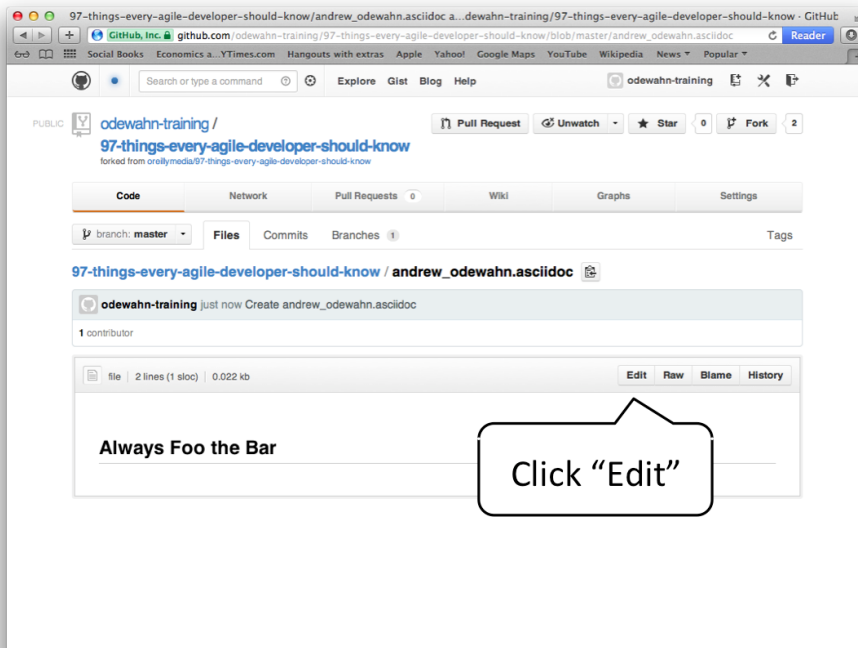 97-things-every-agile-developer-should-know/andrew_odewahn.asciidoc a...dewahn-training/97-things-every-agile-developer-should-know · GitHub
GitHub, Inc. github.com/odewahn-training/97-things-every-agile-developer-should-know/blob/master/andrew_odewahn.asciidoc Reader
Social Books Economics a...YTimes.com Hangouts with extras Apple Yahoo! Google Maps YouTube Wikipedia News Popular
Search or type a command Explore Gist Blog Help odewahn-training
PUBLIC odewahn-training / Pull Request Unwatch Star 0 Fork 2
97-things-every-agile-developer-should-know
forked from oreillymedia/97-things-every-agile-developer-should-know
Code Network Pull Requests 0 Wiki Graphs Settings
branch: master Files Commits Branches 1 Tags
97-things-every-agile-developer-should-know / andrew_odewahn.asciidoc
odewahn-training just now Create andrew_odewahn.asciidoc
1 contributor
file 2 lines (1 sloc) 0.022 kb Edit Raw Blame History
Always Foo the Bar
Click “Edit”